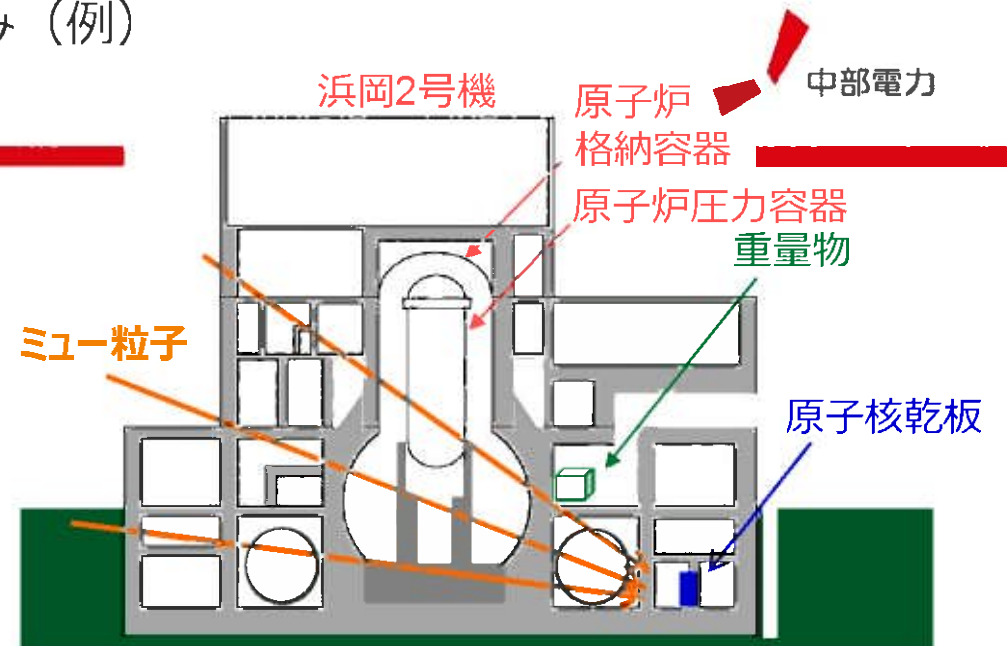 み（例）
中部電力
浜岡2号機
原子炉
格納容器
原子炉圧力容器
重量物
ミュー粒子
原子核乾板